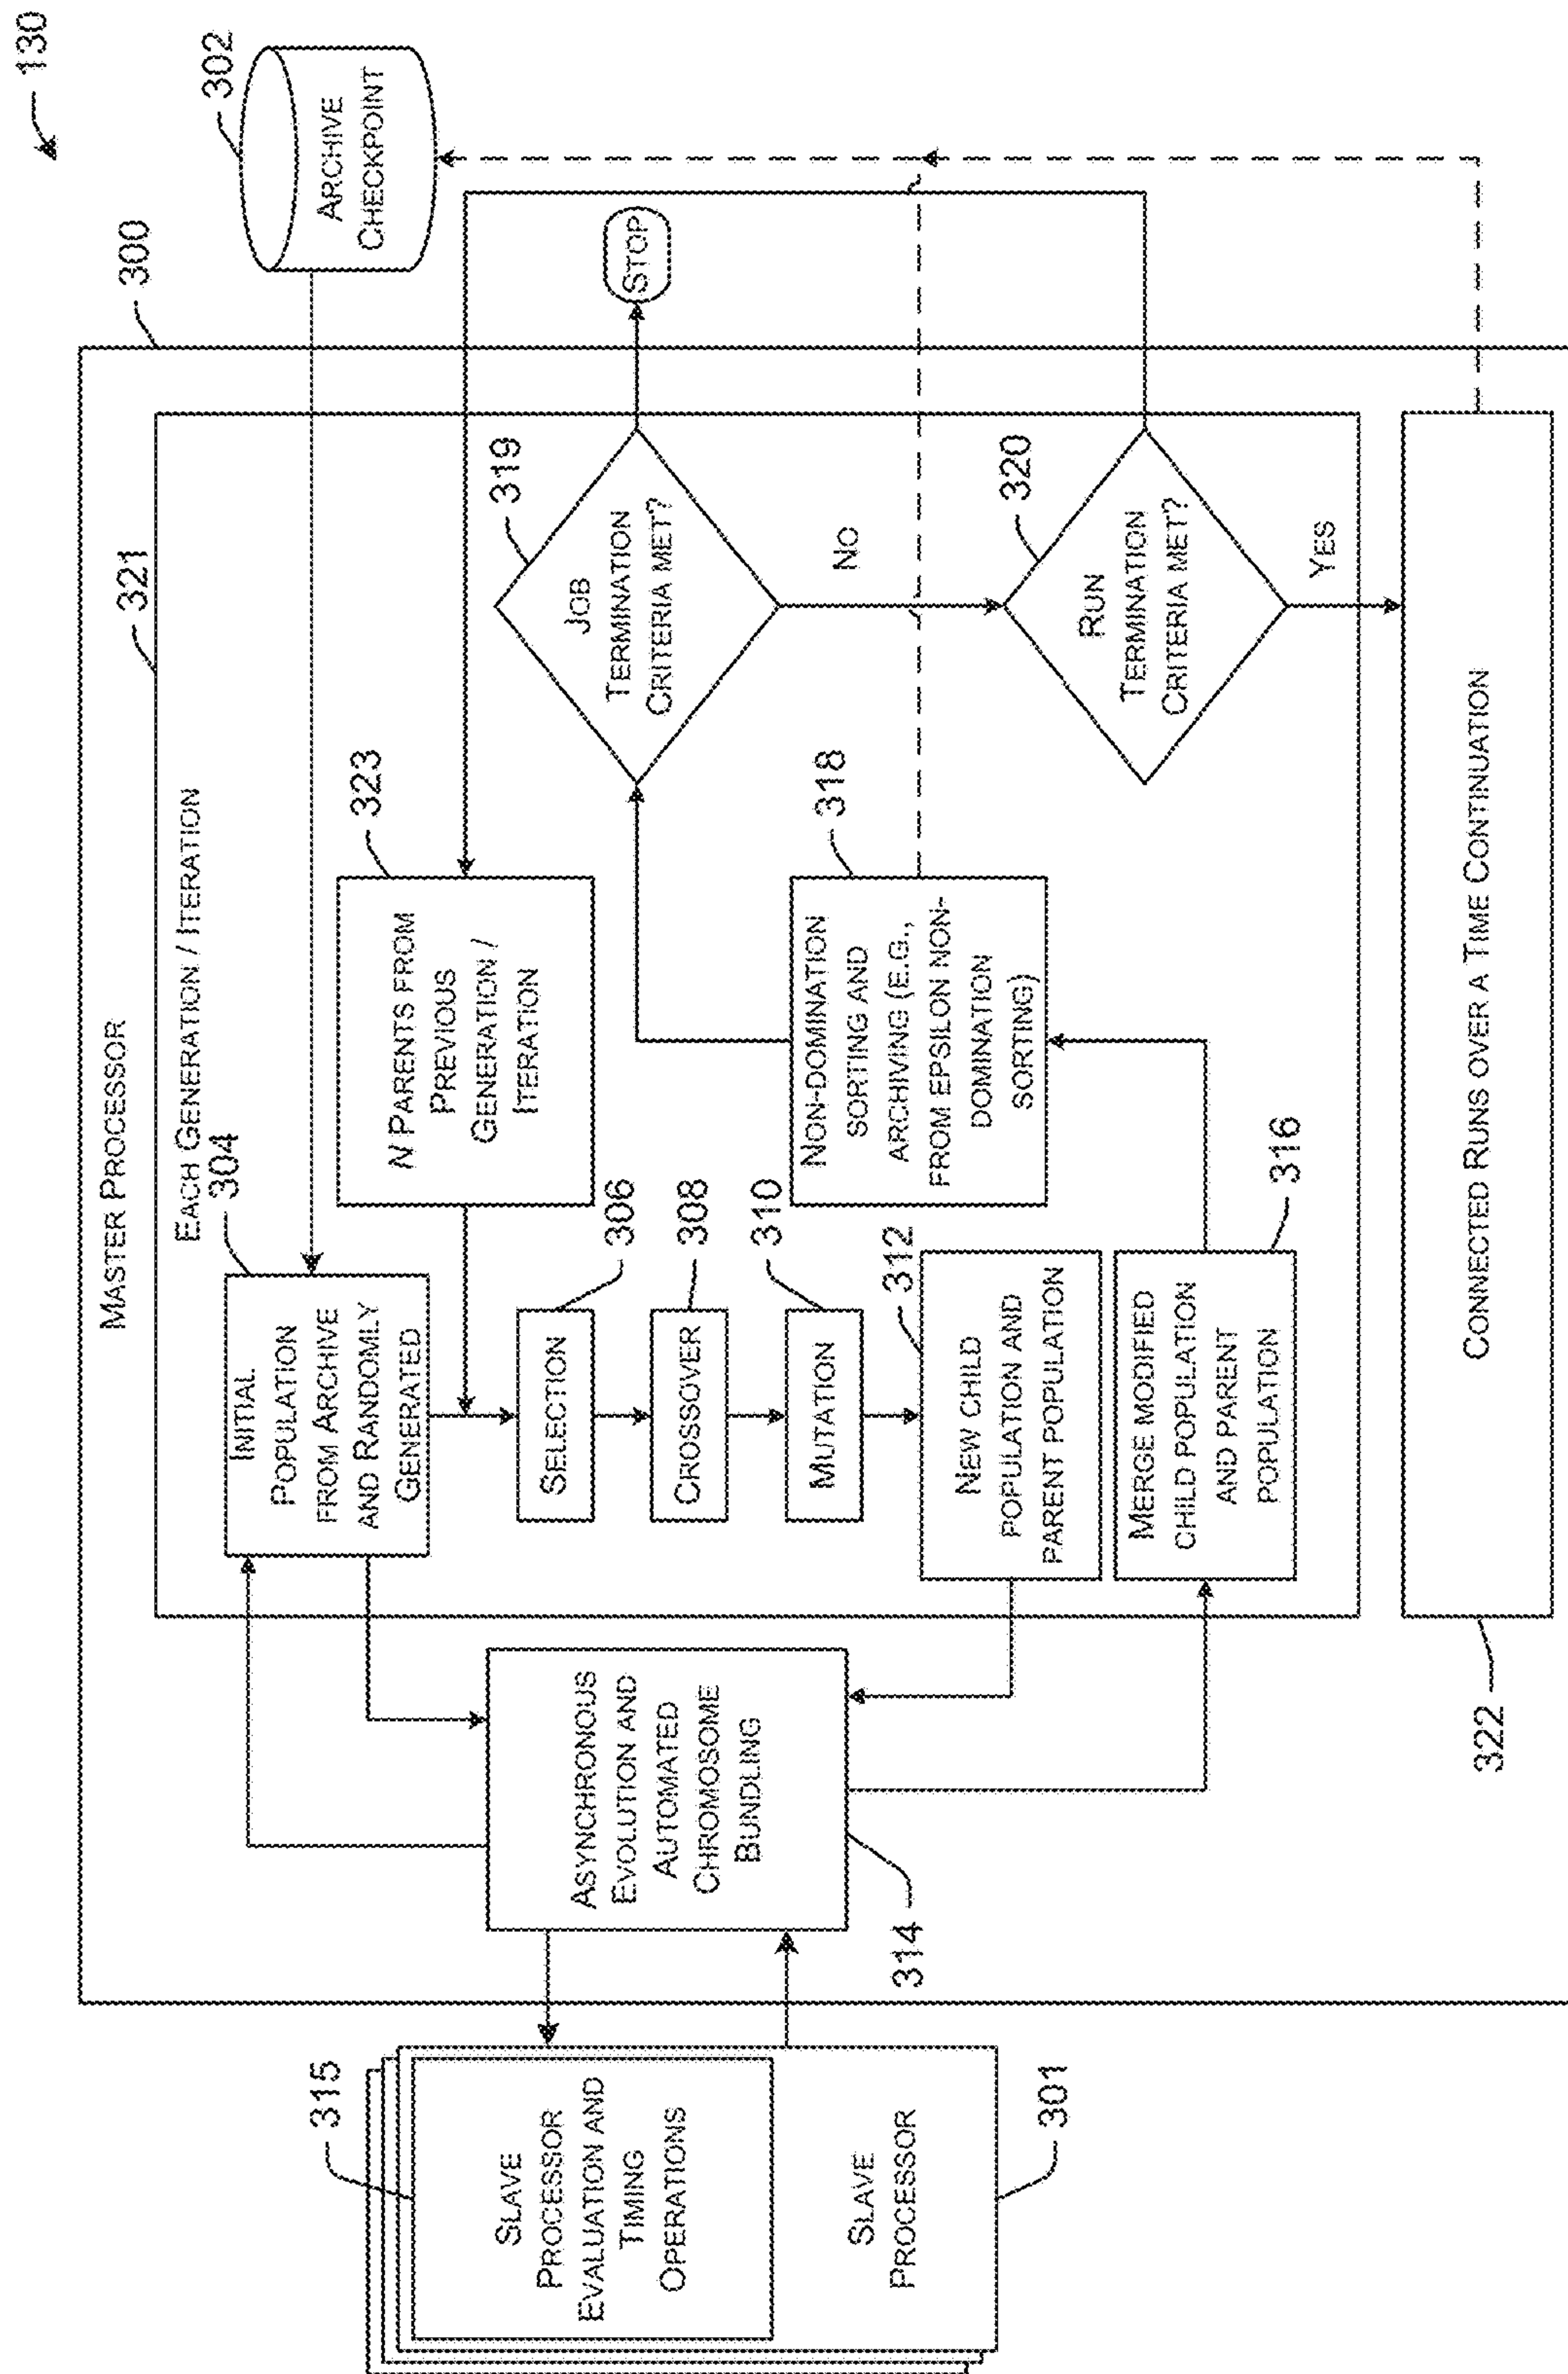 130
302
ARCHIVE
CHECKPOINT
300
MASTER PROCESSOR
321
EACH GENERATION / ITERATION
304
INITIAL
POPULATION
FROM ARCHIVE
AND RANDOMLY
GENERATED
323
N PARENTS FROM
PREVIOUS
GENERATION /
ITERATION
306
SELECTION
308
CROSSOVER
310
MUTATION
312
NEW CHILD
POPULATION AND
PARENT POPULATION
316
MERGE MODIFIED
CHILD POPULATION
AND PARENT
POPULATION
318
NON-DOMINATION
SORTING AND
ARCHIVING (E.G.,
FROM EPSILON NON-
DOMINATION
SORTING)
319
JOB
TERMINATION
CRITERIA MET?
STOP
NO
320
RUN
TERMINATION
CRITERIA MET?
YES
CONNECTED RUNS OVER A TIME CONTINUATION
322
ASYNCHRONOUS
EVOLUTION AND
AUTOMATED
CHROMOSOME
BUNDLING
314
315
SLAVE
PROCESSOR
EVALUATION AND
TIMING
OPERATIONS
SLAVE
PROCESSOR
301